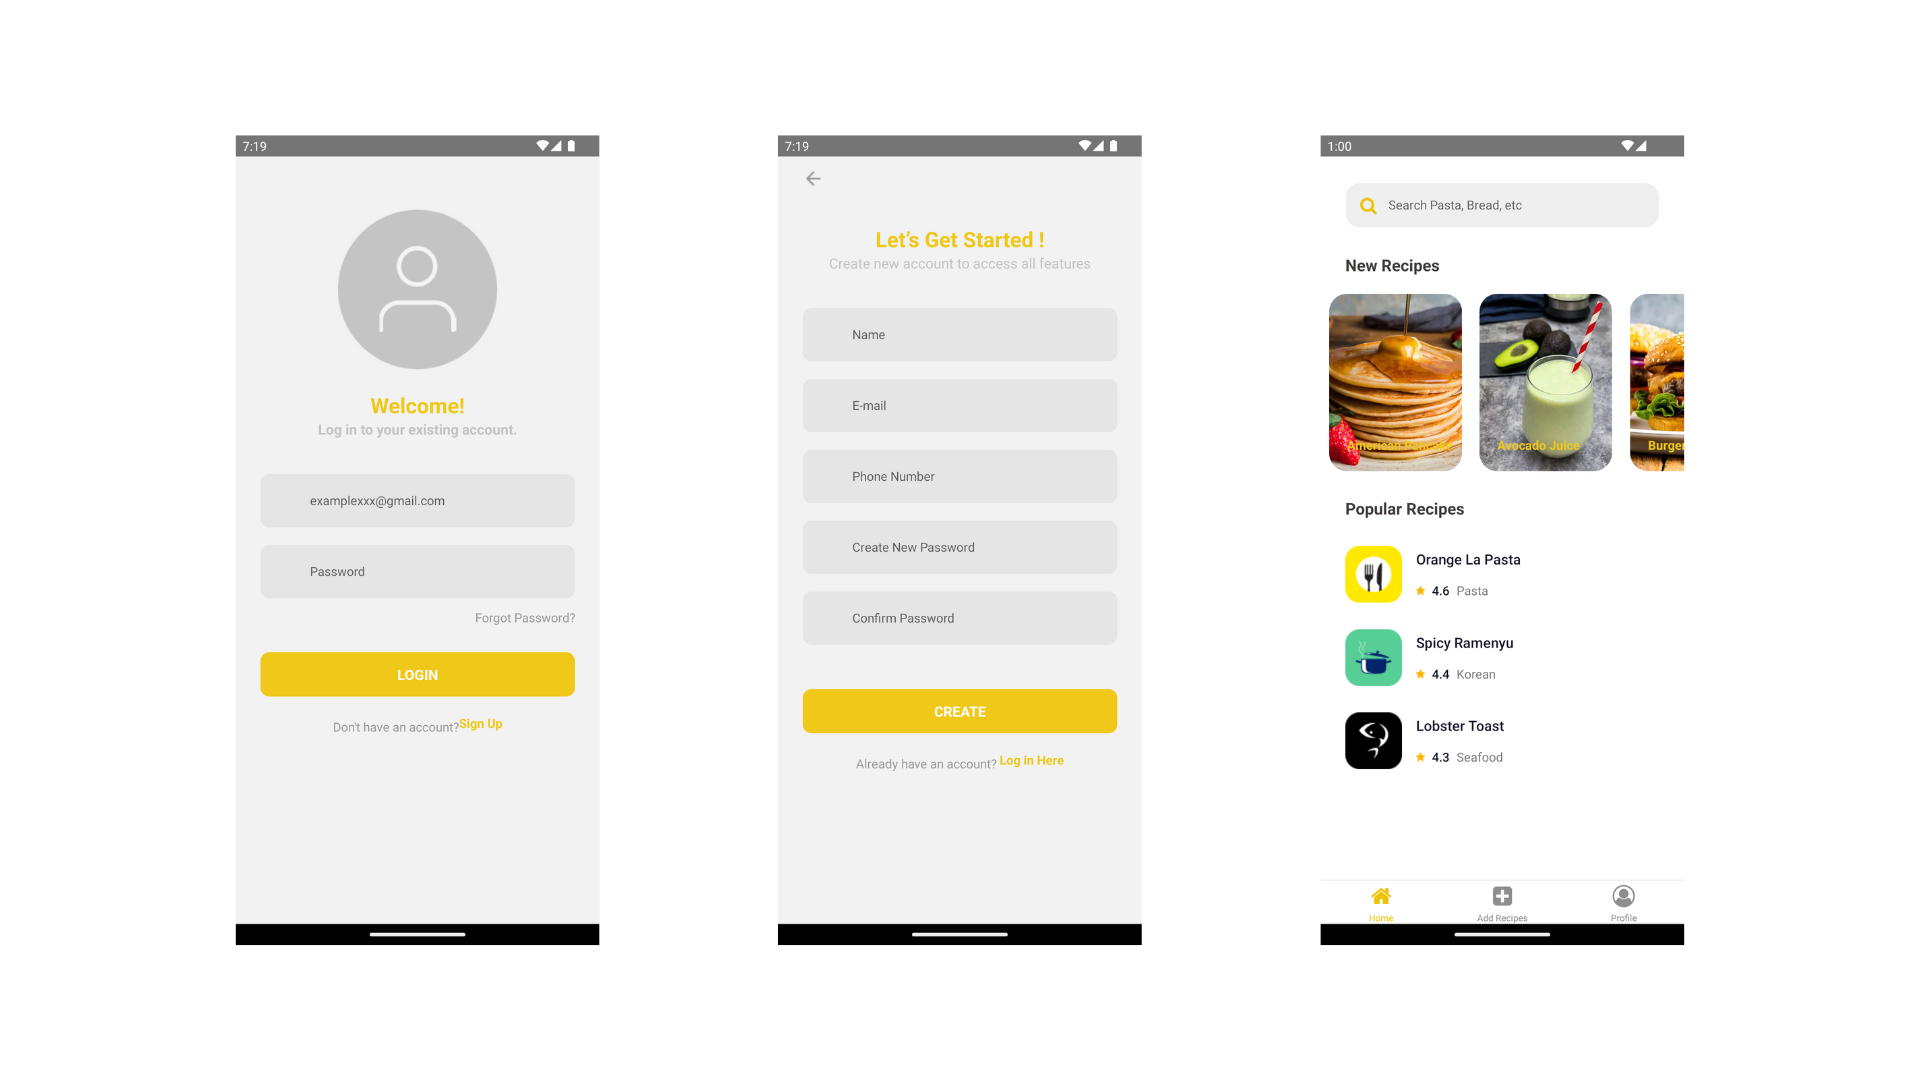 7:19
Welcome!
Log in to your existing account.
examplexxx@gmail.com
Password
Forgot Password?
LOGIN
Don't have an account?Sign Up
7:19
Let's Get Started !
Create new account to access all features
Name
E-mail
Phone Number
Create New Password
Confirm Password
CREATE
Already have an account? Log in Here
1:00
Search Pasta, Bread, etc
New Recipes
American Pancake
Avocado Juice
Burger
Popular Recipes
Orange La Pasta
4.6 Pasta
Spicy Ramenyu
4.4 Korean
Lobster Toast
4.3 Seafood
Home
Add Recipes
Profile